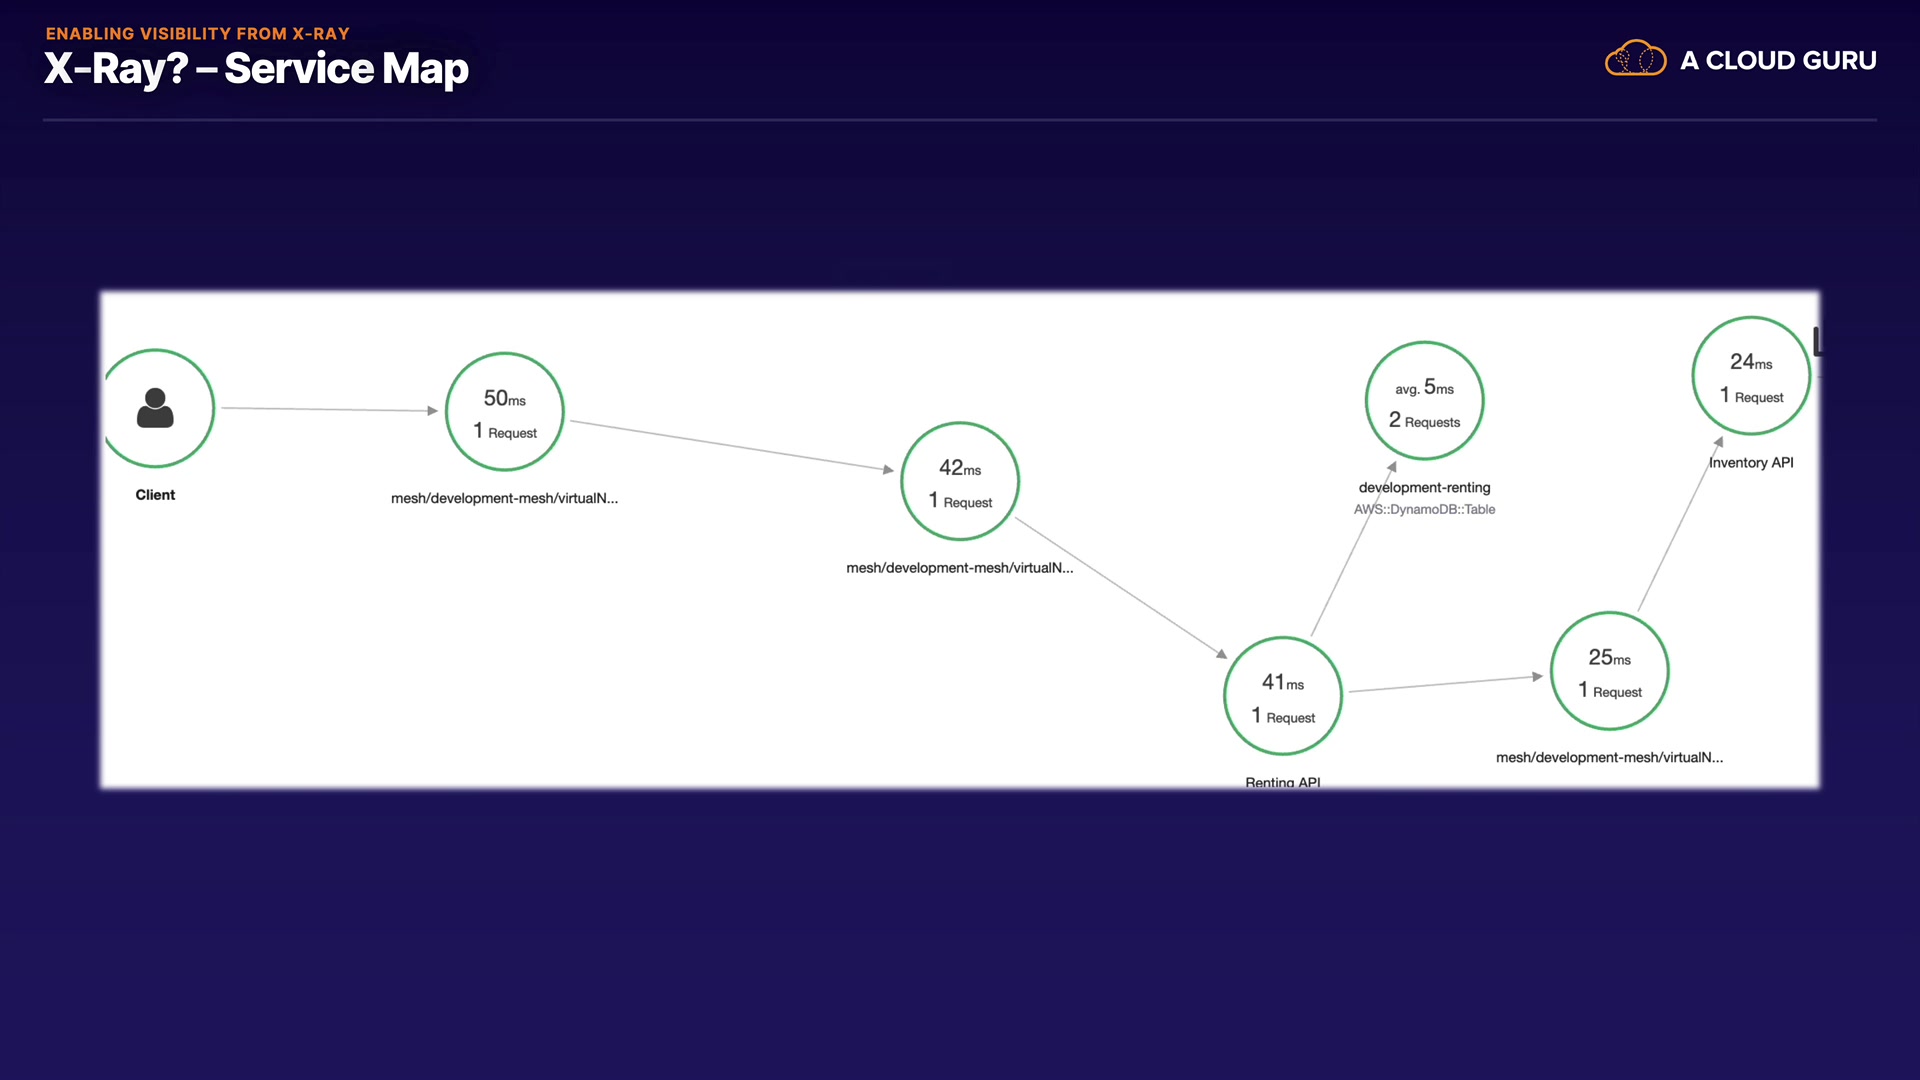 ENABLING VISIBILITY FROM X-RAY
X-Ray? – Service Map
A CLOUD GURU
Client
50ms
1 Request
mesh/development-mesh/virtualN...
42ms
1 Request
mesh/development-mesh/virtualN...
41ms
1 Request
Renting API
avg. 5ms
2 Requests
development-renting
AWS::DynamoDB::Table
25ms
1 Request
mesh/development-mesh/virtualN...
24ms
1 Request
Inventory API